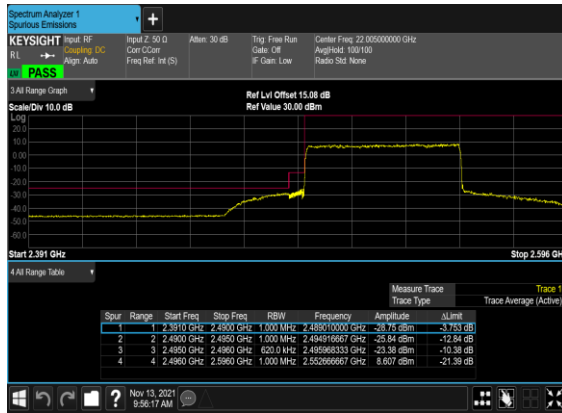 Spectrum Analyzer 1
Spurious Emissions
+
KEYSIGHT Input: RF Input Z: 50 Ω Atten: 30 dB Trig: Free Run Center Freq: 22.005000000 GHz
RL Coupling: DC Corr CCorr Gate: Off Avg|Hold: 100/100
Align: Auto Freq Ref: Int (S) IF Gain: Low Radio Std: None
PASS
3 All Range Graph
Ref Lvl Offset 15.08 dB
Scale/Div 10.0 dB Ref Value 30.00 dBm
Log
20.0
10.0
0.00
-10.0
-20.0
-30.0
-40.0
-50.0
-60.0
Start 2.391 GHz Stop 2.596 GH
4 All Range Table
Measure Trace Trace 1
Trace Type Trace Average (Active)
Spur Range Start Freq Stop Freq RBW Frequency Amplitude ΔLimit
1 1 2.3910 GHz 2.4900 GHz 1.000 MHz 2.489010000 GHz -28.75 dBm -3.753 dB
2 2 2.4900 GHz 2.4950 GHz 1.000 MHz 2.494916667 GHz -25.84 dBm -12.84 dB
3 3 2.4950 GHz 2.4960 GHz 620.0 kHz 2.495968333 GHz -23.38 dBm -10.38 dB
4 4 2.4960 GHz 2.5960 GHz 1.000 MHz 2.552666667 GHz 8.607 dBm -21.39 dB
? Nov 13, 2021
9:56:17 AM